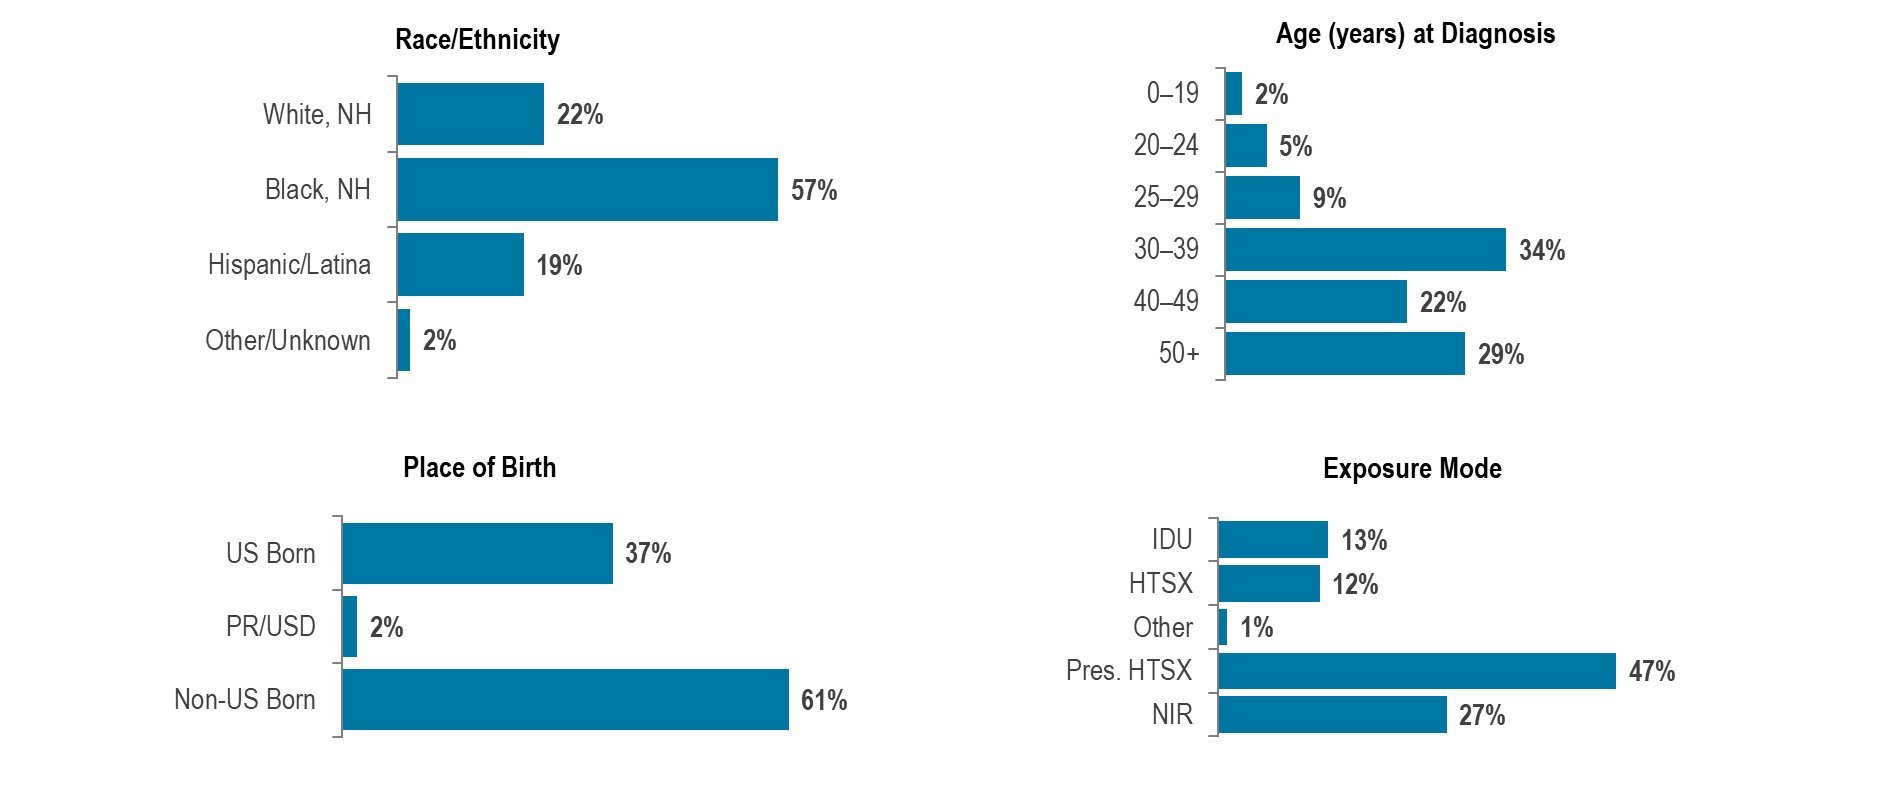 Race/Ethnicity
White, NH 22%
Black, NH 57%
Hispanic/Latina 19%
Other/Unknown 2%
Age (years) at Diagnosis
0–19 2%
20–24 5%
25–29 9%
30–39 34%
40–49 22%
50+ 29%
Place of Birth
US Born 37%
PR/USD 2%
Non-US Born 61%
Exposure Mode
IDU 13%
HTSX 12%
Other 1%
Pres. HTSX 47%
NIR 27%